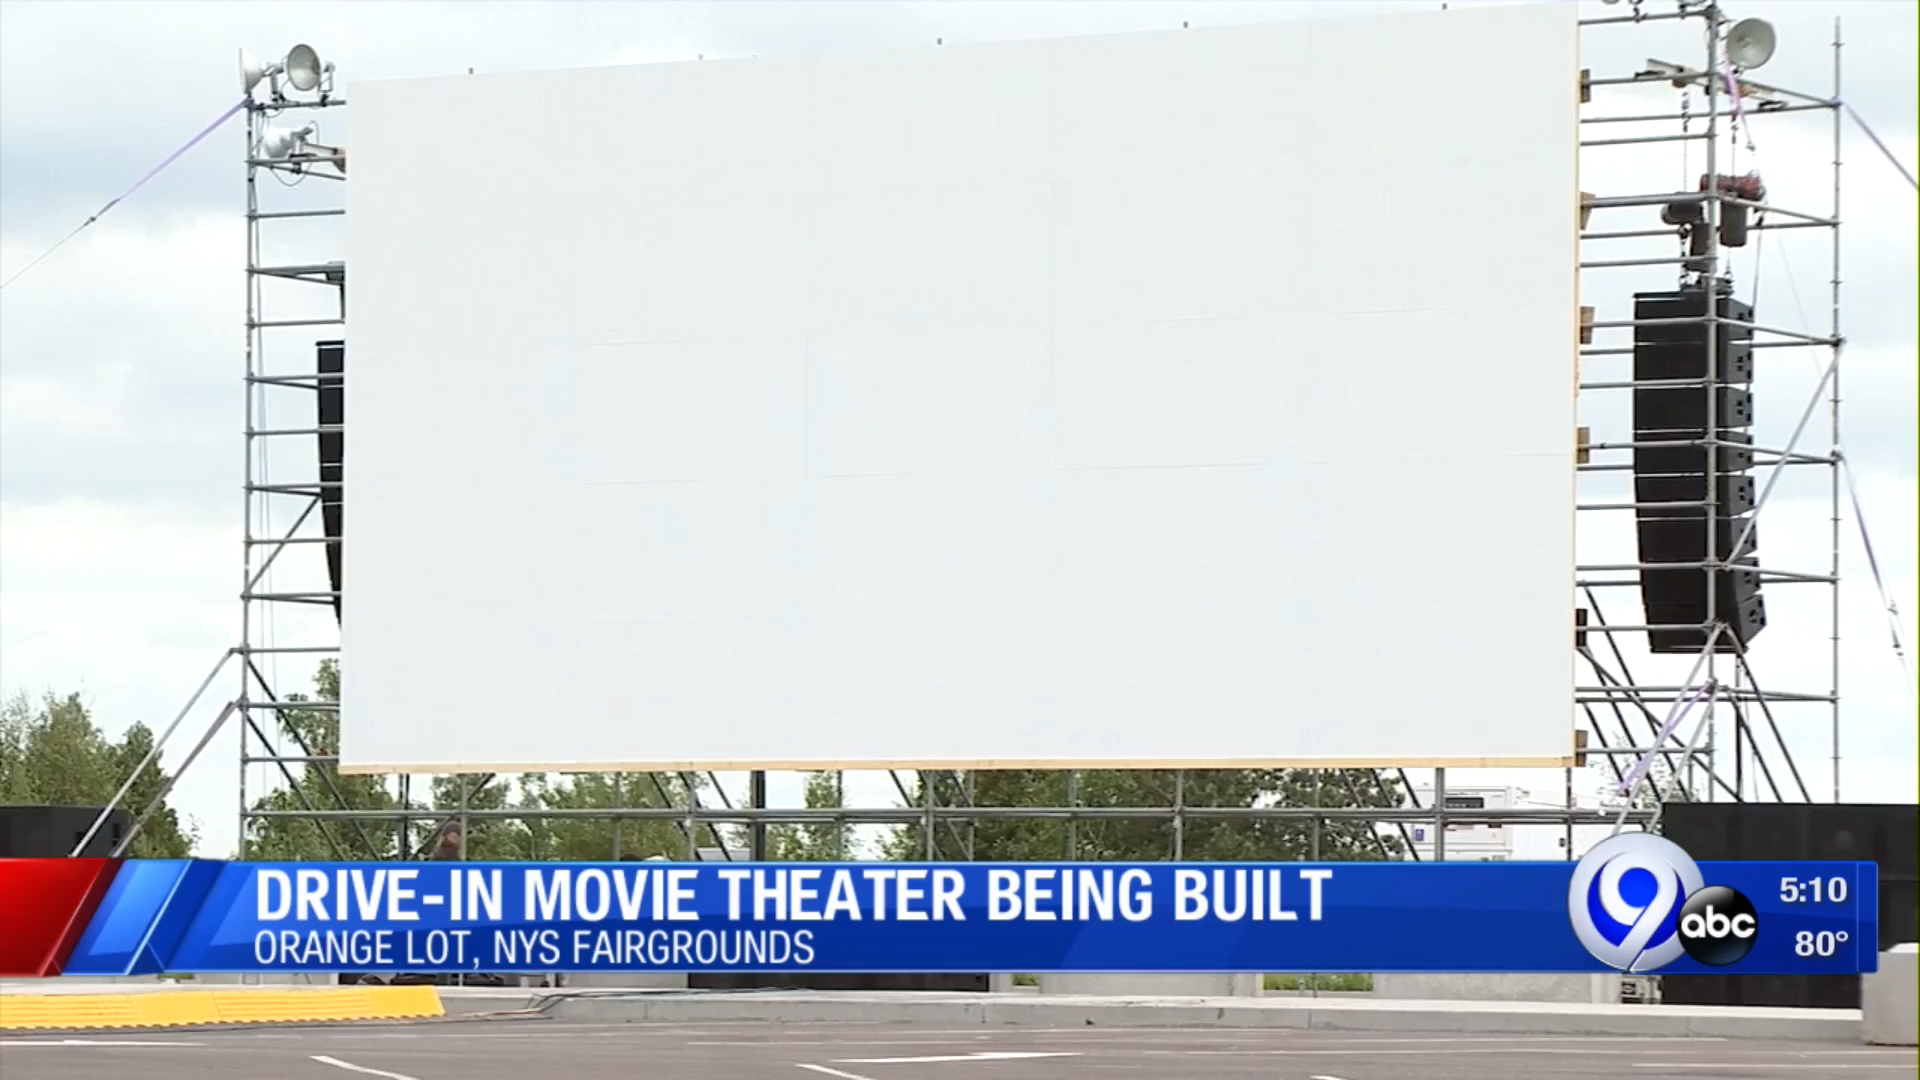 DRIVE-IN MOVIE THEATER BEING BUILT
ORANGE LOT, NYS FAIRGROUNDS
9
abc
5:10
80°